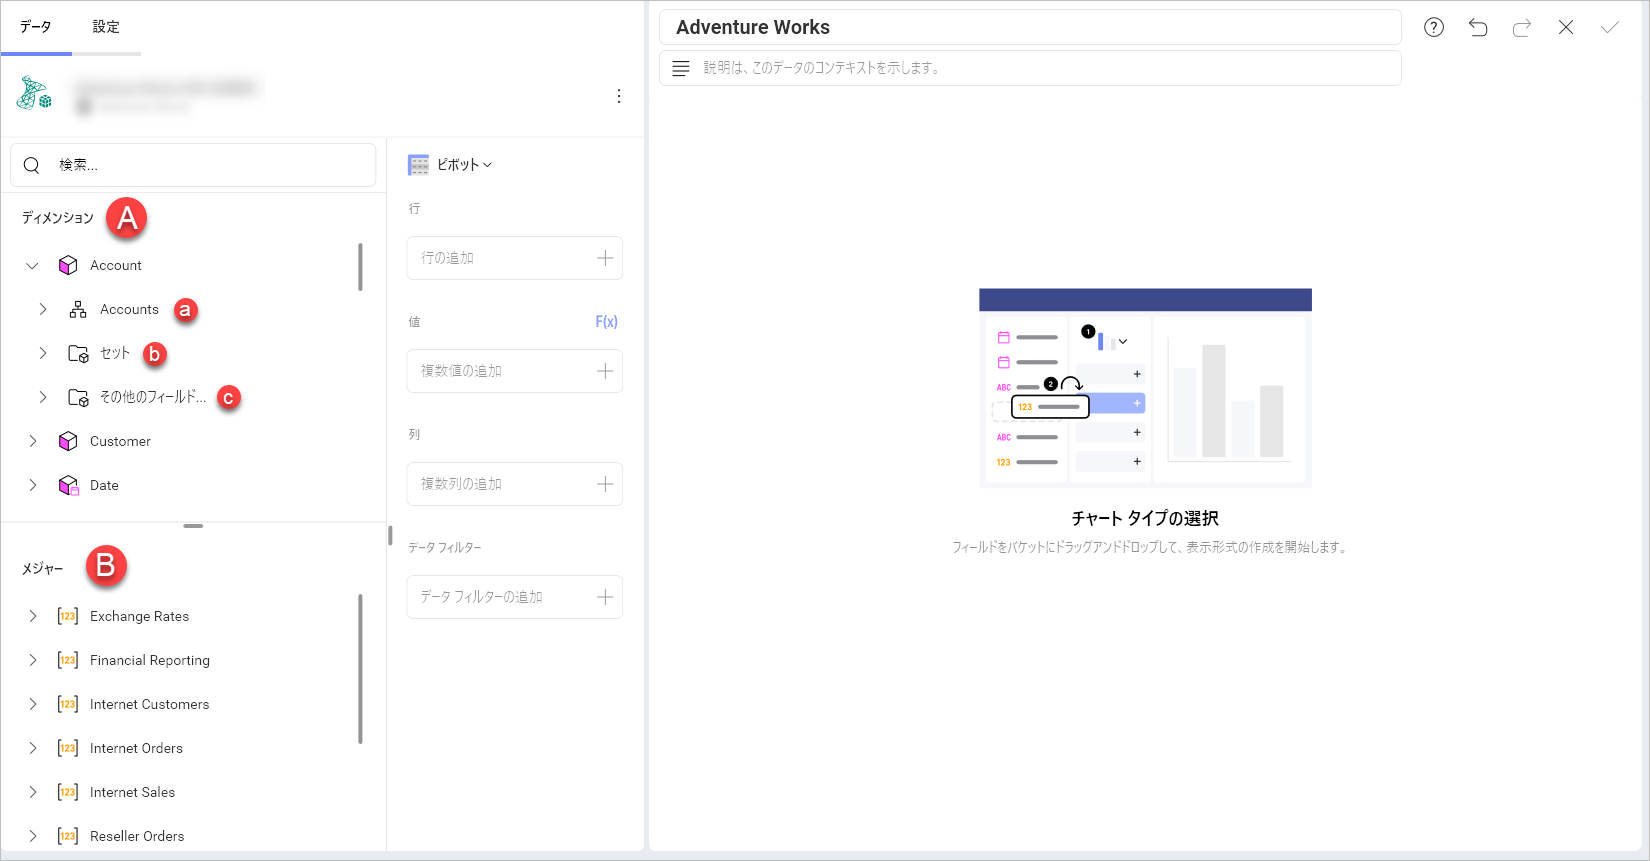 データ 設定
検索...
ディメンション A
Account
Accounts a
セット b
その他のフィールド... c
Customer
Date
メジャー B
[123] Exchange Rates
[123] Financial Reporting
[123] Internet Customers
[123] Internet Orders
[123] Internet Sales
[123] Reseller Orders
ピボット
行
行の追加
値 F(x)
複数値の追加
列
複数列の追加
データ フィルター
データ フィルターの追加
Adventure Works
説明は、このデータのコンテキストを示します。
1
ABC 2
123
ABC
123
チャート タイプの選択
フィールドをバケットにドラッグアンドドロップして、表示形式の作成を開始します。